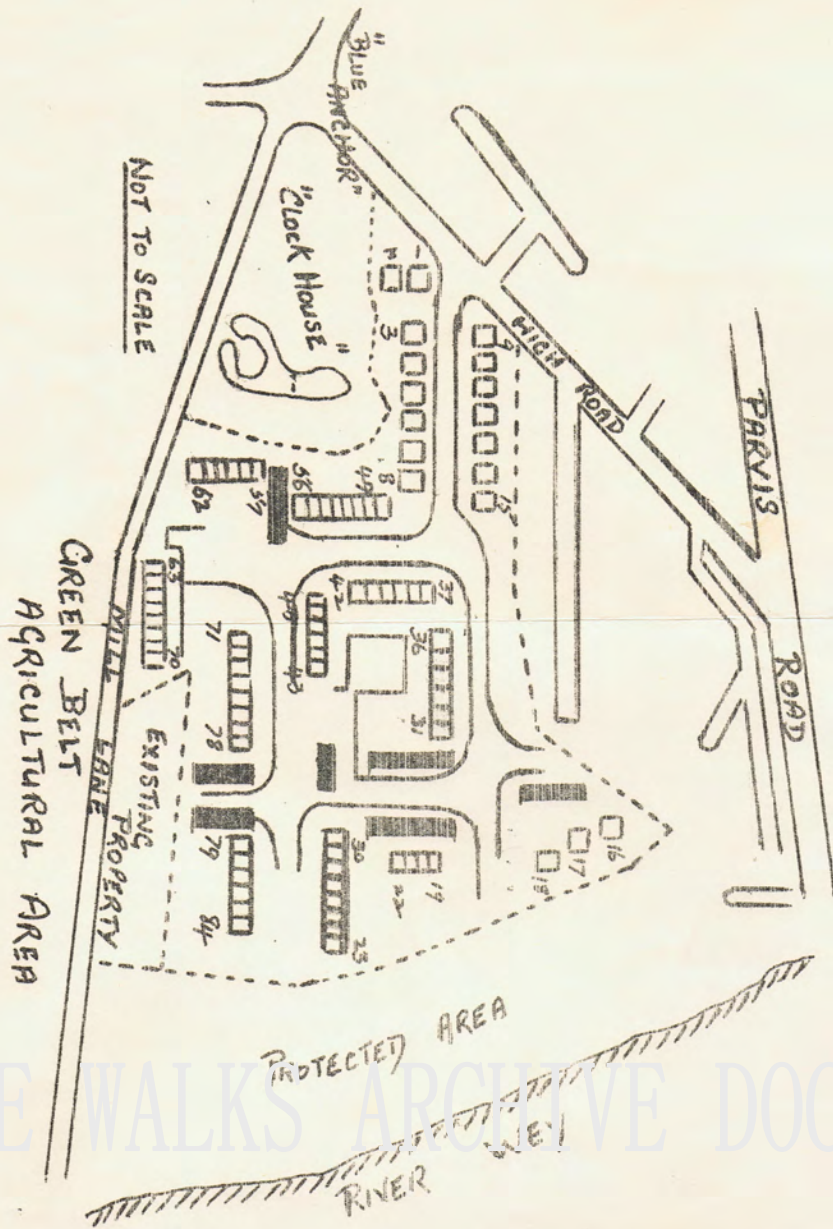 "BLUE
ANCHOR"
NOT TO SCALE
"CLOCK HOUSE"
HIGH ROAD
PARVIS ROAD
1
2
3
8
9
15
16
17
18
19
22
23
30
31
36
37
42
43
48
49
56
57
62
63
70
71
78
79
84
EXISTING
PROPERTY
MILL LANE
GREEN BELT
AGRICULTURAL AREA
PROTECTED AREA
RIVER WEY
E WALKS ARCHIVE DOC